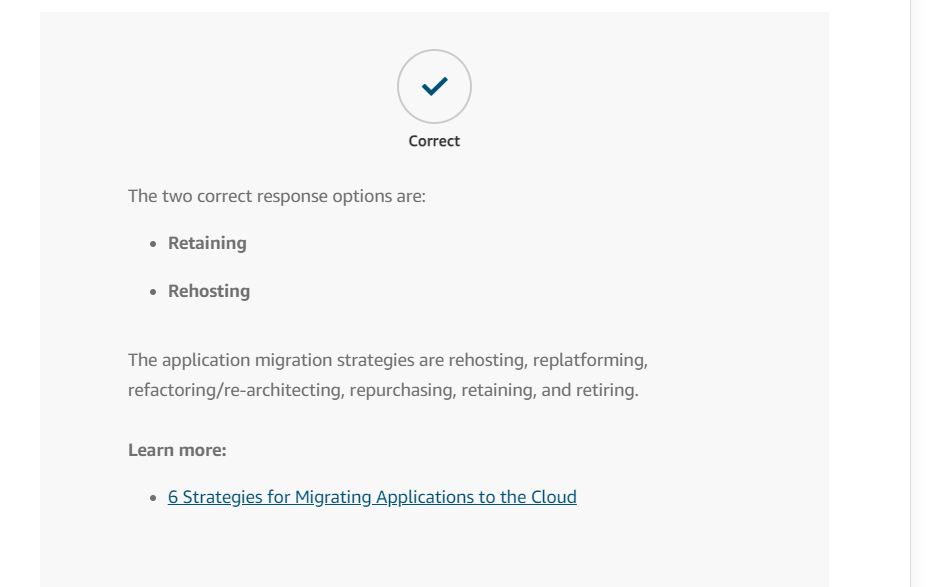 Correct
The two correct response options are:
• Retaining
• Rehosting
The application migration strategies are rehosting, replatforming,
refactoring/re-architecting, repurchasing, retaining, and retiring.
Learn more:
• 6 Strategies for Migrating Applications to the Cloud